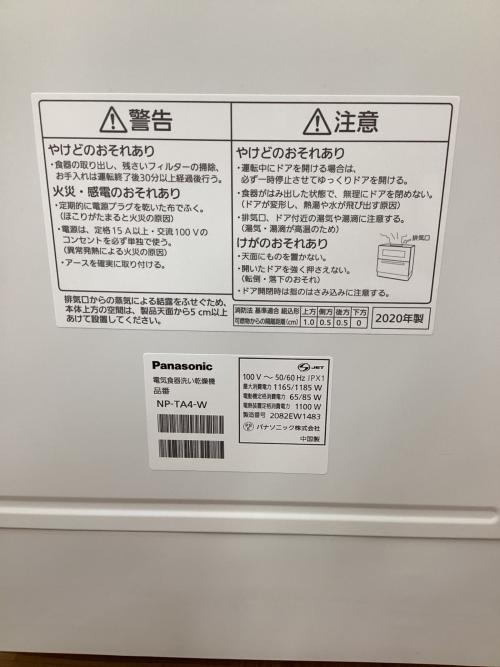 警告
やけどのおそれあり
・食器の取り出し、残さいフィルターの掃除、
お手入れは運転終了後30分以上経過後行う。
火災・感電のおそれあり
・定期的に電源プラグを乾いた布でふく。
(ほこりがたまると火災の原因)
・電源は、定格15A以上・交流100Vの
コンセントを必ず単独で使う。
(異常発熱による火災の原因)
・アースを確実に取り付ける。
排気口からの蒸気による結露をふせぐため、
本体上方の空間は、製品天面から5cm以上
あけて設置してください。
注意
やけどのおそれあり
・運転中にドアを開ける場合は、
必ず一時停止させてゆっくりドアを開ける。
・食器がはみ出した状態で、無理にドアを閉めない。
(ドアが変形し、熱湯や水が飛び出す原因)
・排気口、ドア付近の湯気や湯滴に注意する。
(湯気・湯滴が高温のため)
けがのおそれあり
・天面にものを置かない。
・開いたドアを強く押さえない。
(転倒・落下のおそれ)
・ドア開閉時は指のはさみ込みに注意する。
排気口
消防法 基準適合 組込形 上方 側方 後方 下方
可燃物からの離隔距離(cm) 1.0 0.5 0.5 0
2020年製
Panasonic
電気食器洗い乾燥機
品番
NP-TA4-W
JET
100 V ~ 50/60 Hz IPX1
最大消費電力 1165/1185 W
電動機定格消費電力 65/85 W
電熱装置定格消費電力 1100 W
製造番号 2082EW1483
パナソニック株式会社
中国製